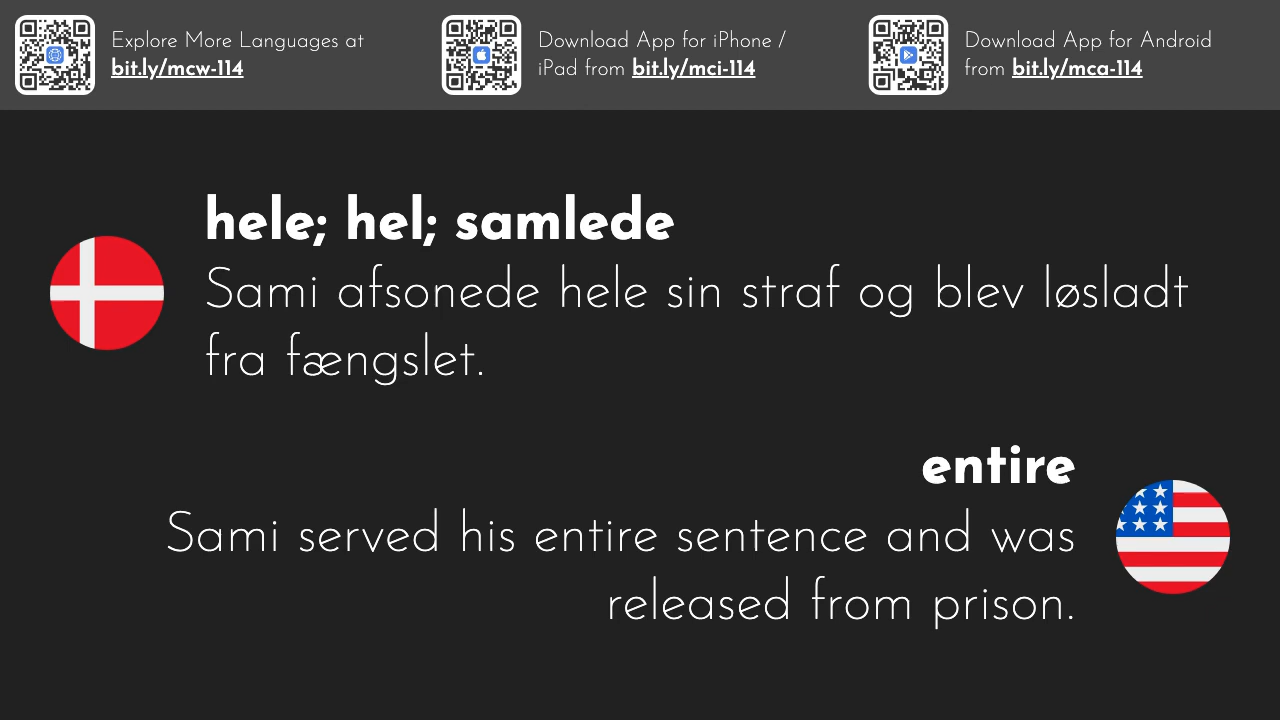 Explore More Languages at
bit.ly/mcw-114
Download App for iPhone /
iPad from bit.ly/mci-114
Download App for Android
from bit.ly/mca-114
hele; hel; samlede
Sami afsonede hele sin straf og blev løsladt
fra fængslet.
entire
Sami served his entire sentence and was
released from prison.